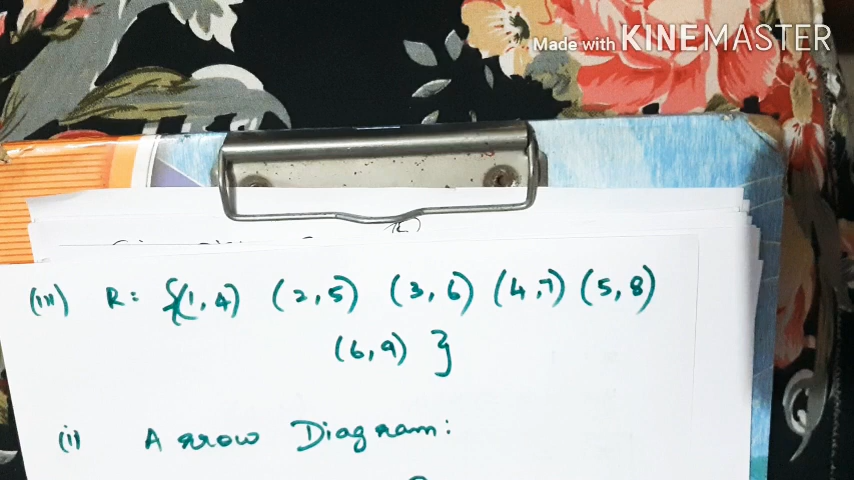 Made with KINEMASTER
(iii) R = {(1, 4) (2, 5) (3, 6) (4, 7) (5, 8)
(6, 9) }
(i) Arrow Diagram: